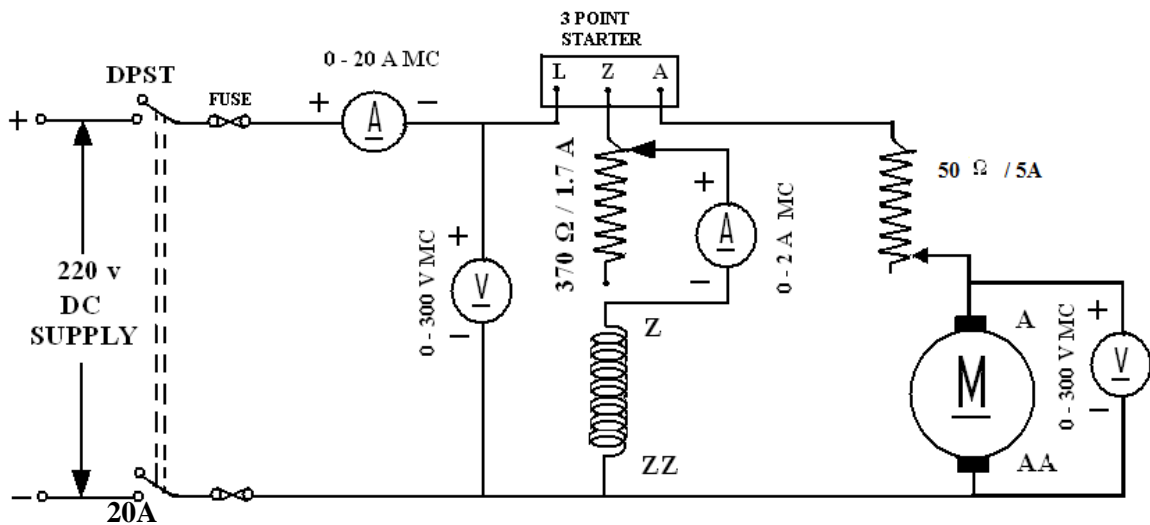 3 POINT
STARTER
0 - 20 A MC
L Z A
DPST
FUSE
+ -
A
+
220 v
DC
SUPPLY
-
20A
0 - 300 V MC
+
V
-
370 Ω / 1.7 A
+
A
-
0 - 2 A MC
Z
ZZ
50 Ω / 5A
A
M
AA
0 - 300 V MC
+
V
-